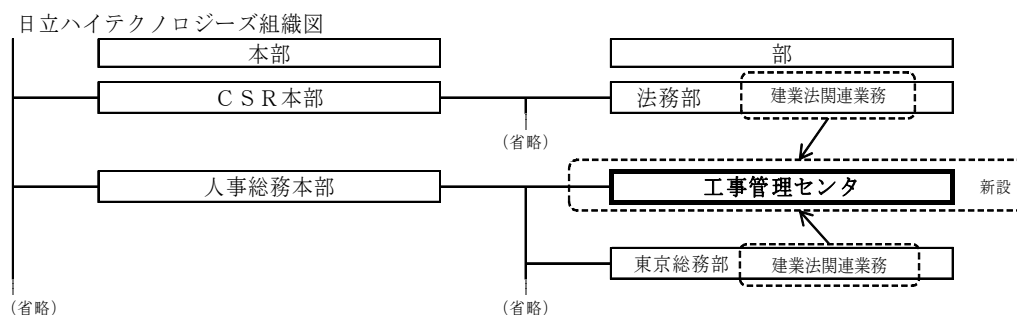 日立ハイテクノロジーズ組織図
本部
部
CSR本部
法務部
建業法関連業務
(省略)
人事総務本部
工事管理センタ
新設
東京総務部
建業法関連業務
(省略)
(省略)